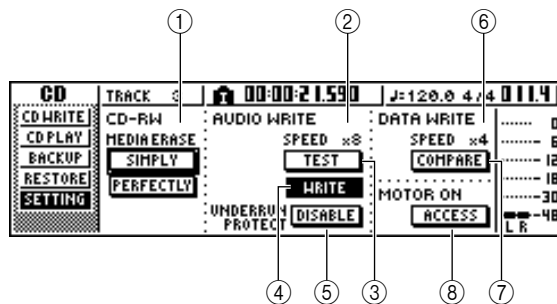 ① ② ⑥
CD TRACK 00:00:21.590 ♩=120.0 4/4 011.4
CD WRITE
CD PLAY
BACKUP
RESTORE
SETTING
CD-RW
MEDIA ERASE
SIMPLY
PERFECTLY
AUDIO WRITE
SPEED x8
TEST
WRITE
UNDERRUN PROTECT DISABLE
DATA WRITE
SPEED x4
COMPARE
MOTOR ON
ACCESS
0
6
12
18
30
48
L R
④ ⑤ ③ ⑧ ⑦